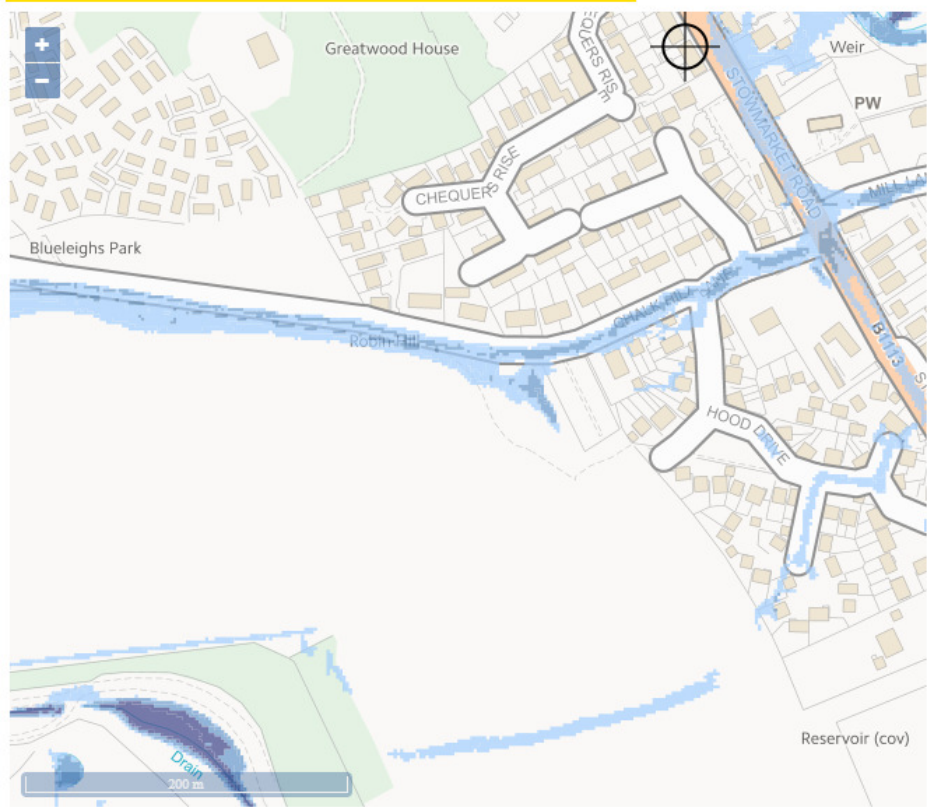 +
−
Greatwood House
CHEQUERS RISE
Weir
PW
STOWMARKET ROAD
CHEQUERS RISE
MILL
Blueleighs Park
CHALK HILL LANE
Robin Hill
B1113
HOOD DRIVE
Reservoir (cov)
Drain
200 m